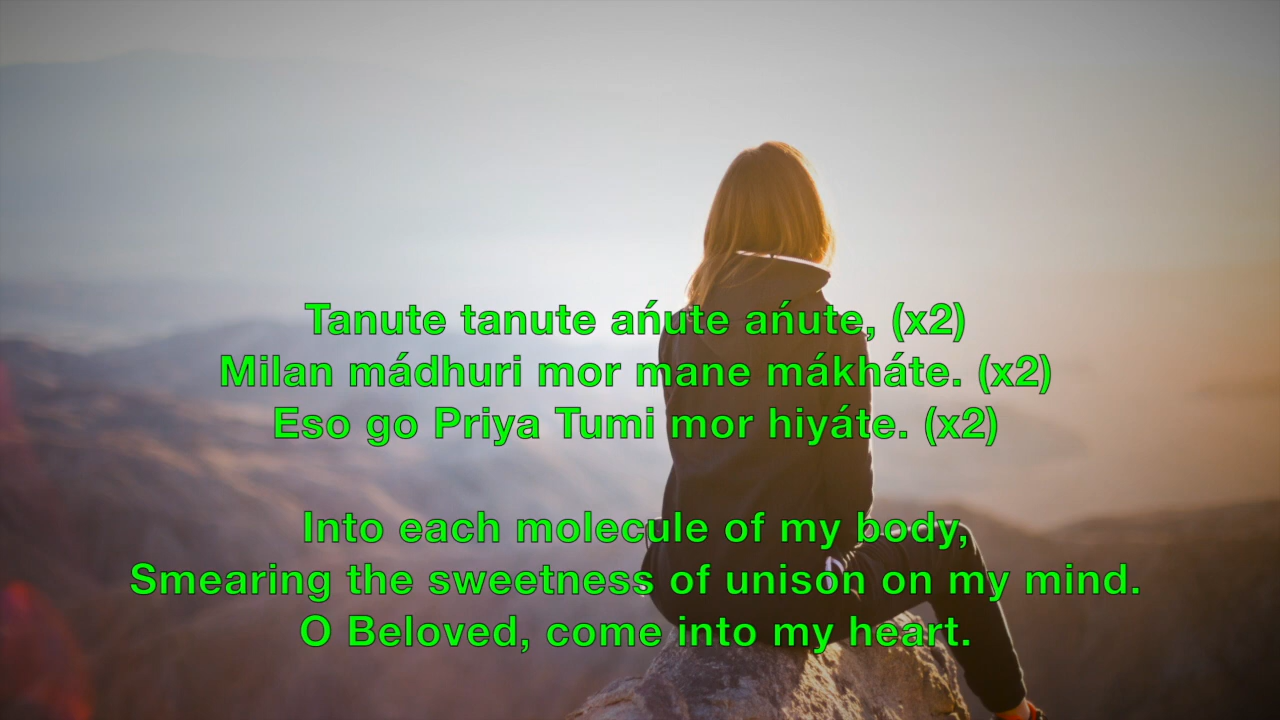 Tanute tanute ańute ańute, (x2)
Milan mádhuri mor mane mákháte. (x2)
Eso go Priya Tumi mor hiyáte. (x2)
Into each molecule of my body,
Smearing the sweetness of unison on my mind.
O Beloved, come into my heart.